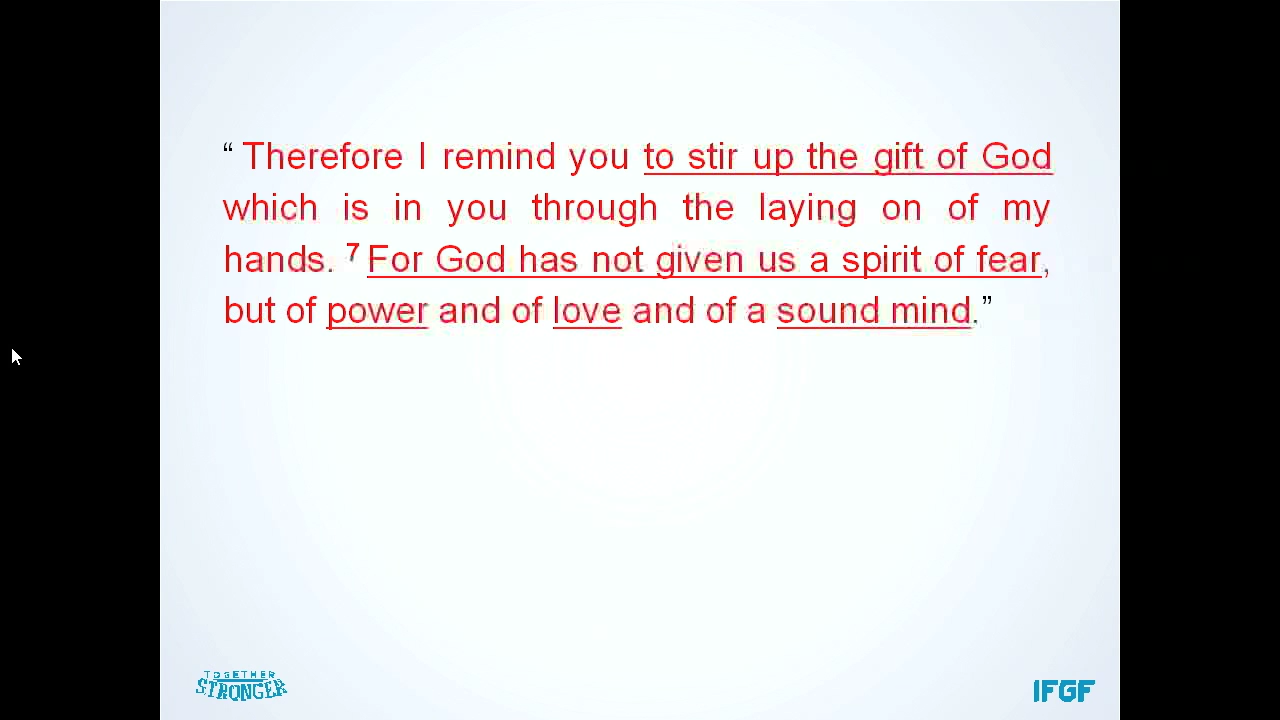 “ Therefore I remind you to stir up the gift of God
which is in you through the laying on of my
hands. ⁷ For God has not given us a spirit of fear,
but of power and of love and of a sound mind.”
TOGETHER
STRONGER
IFGF